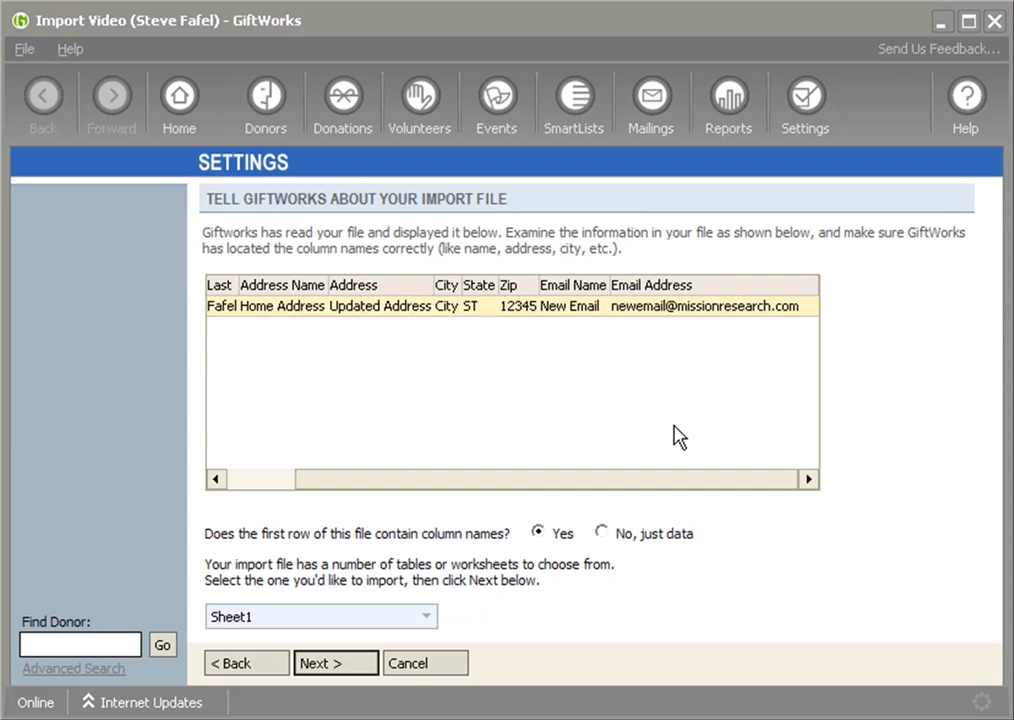 Import Video (Steve Fafel) - GiftWorks
File Help Send Us Feedback...
Back Forward Home Donors Donations Volunteers Events SmartLists Mailings Reports Settings Help
SETTINGS
TELL GIFTWORKS ABOUT YOUR IMPORT FILE
Giftworks has read your file and displayed it below. Examine the information in your file as shown below, and make sure GiftWorks
has located the column names correctly (like name, address, city, etc.).
Last Address Name Address City State Zip Email Name Email Address
Fafel Home Address Updated Address City ST 12345 New Email newemail@missionresearch.com
Does the first row of this file contain column names? Yes No, just data
Your import file has a number of tables or worksheets to choose from.
Select the one you'd like to import, then click Next below.
Sheet1
Find Donor:
Go
Advanced Search
< Back Next > Cancel
Online Internet Updates